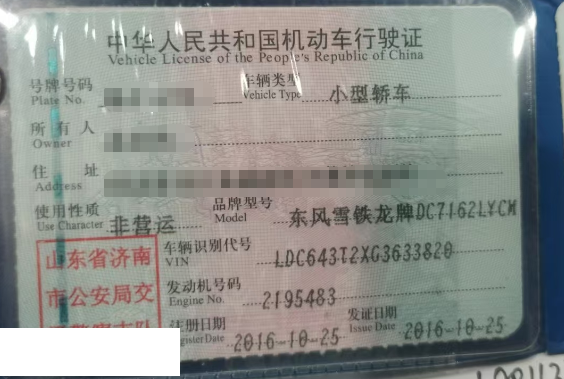 中华人民共和国机动车行驶证
Vehicle License of the People's Republic of China
号牌号码
Plate No.
车辆类型 小型轿车
Vehicle Type
所有人
Owner
住址
Address
使用性质 非营运
Use Character
品牌型号 东风雪铁龙牌DC7162LYCM
Model
山东省济南
市公安局交
车辆识别代号 LDC643T2XG3633820
VIN
发动机号码 2195483
Engine No.
注册日期 2016-10-25
gisterDate
发证日期 2016-10-25
Issue Date